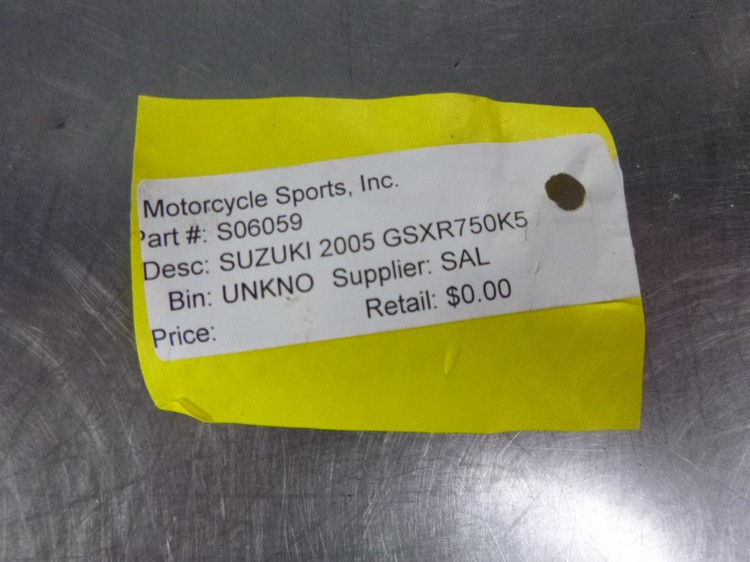 Motorcycle Sports, Inc.
Part #: S06059
Desc: SUZUKI 2005 GSXR750K5
Bin: UNKNO Supplier: SAL
Price: Retail: $0.00